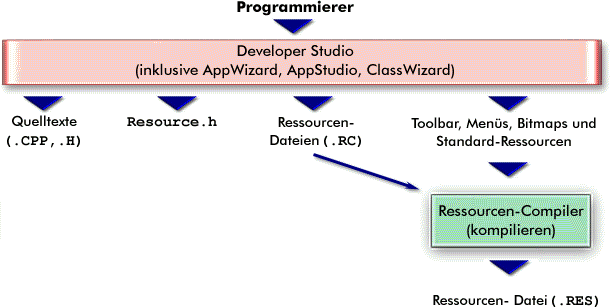 Programmierer
Developer Studio
(inklusive AppWizard, AppStudio, ClassWizard)
Quelltexte
(.CPP,.H)
Resource.h
Ressourcen-
Dateien (.RC)
Toolbar, Menüs, Bitmaps und
Standard-Ressourcen
Ressourcen-Compiler
(kompilieren)
Ressourcen- Datei (.RES)